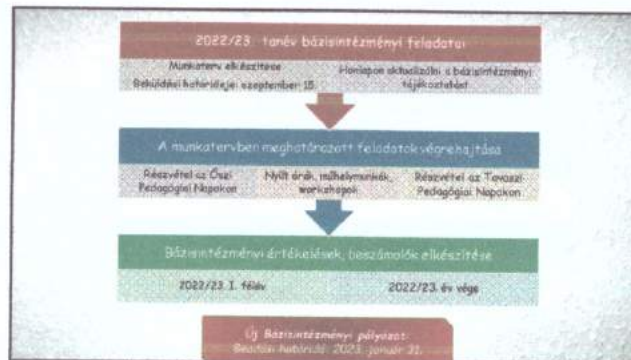 2022/23. tanév bázisintézményi feladatai
Munkaterv elkészítése
Beküldési határideje: szeptember 15.
Honlapon aktualizálni a bázisintézményi
tájékoztatást
A munkatervben meghatározott feladatok végrehajtása
Részvétel az Őszi
Pedagógiai Napokon
Nyílt órák, műhelymunkák,
workshopok
Részvétel az Tavaszi
Pedagógiai Napokon
Bázisintézményi értékelések, beszámolók elkészítése
2022/23. I. félév
2022/23. év vége
Új Bázisintézményi pályázat:
Beadási határidő: 2023. január 31.